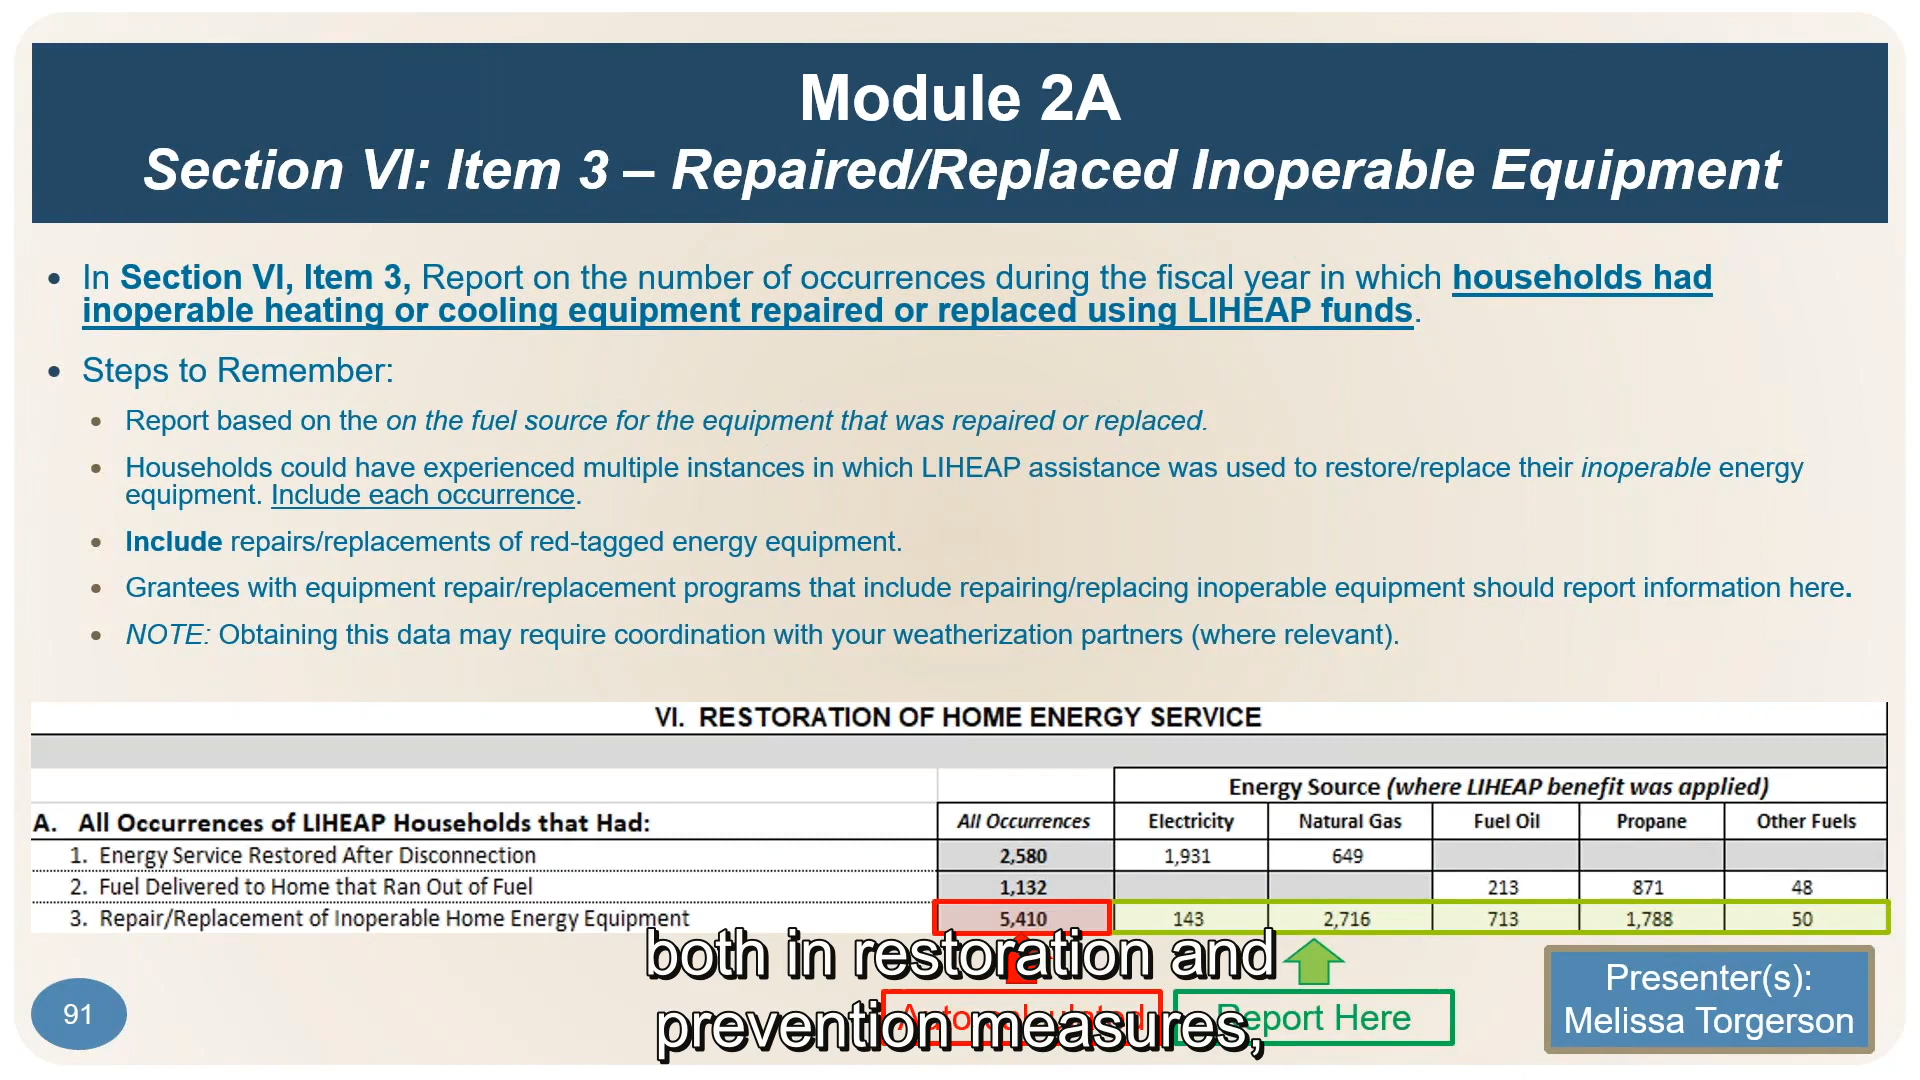 Module 2A
Section VI: Item 3 – Repaired/Replaced Inoperable Equipment
• In Section VI, Item 3, Report on the number of occurrences during the fiscal year in which households had
inoperable heating or cooling equipment repaired or replaced using LIHEAP funds.
• Steps to Remember:
• Report based on the on the fuel source for the equipment that was repaired or replaced.
• Households could have experienced multiple instances in which LIHEAP assistance was used to restore/replace their inoperable energy
equipment. Include each occurrence.
• Include repairs/replacements of red-tagged energy equipment.
• Grantees with equipment repair/replacement programs that include repairing/replacing inoperable equipment should report information here.
• NOTE: Obtaining this data may require coordination with your weatherization partners (where relevant).
VI. RESTORATION OF HOME ENERGY SERVICE
Energy Source (where LIHEAP benefit was applied)
A. All Occurrences of LIHEAP Households that Had: All Occurrences Electricity Natural Gas Fuel Oil Propane Other Fuels
1. Energy Service Restored After Disconnection 2,580 1,931 649
2. Fuel Delivered to Home that Ran Out of Fuel 1,132 213 871 48
3. Repair/Replacement of Inoperable Home Energy Equipment 5,410 143 2,716 713 1,788 50
both in restoration and
prevention measures,
Report Here
Presenter(s):
Melissa Torgerson
91